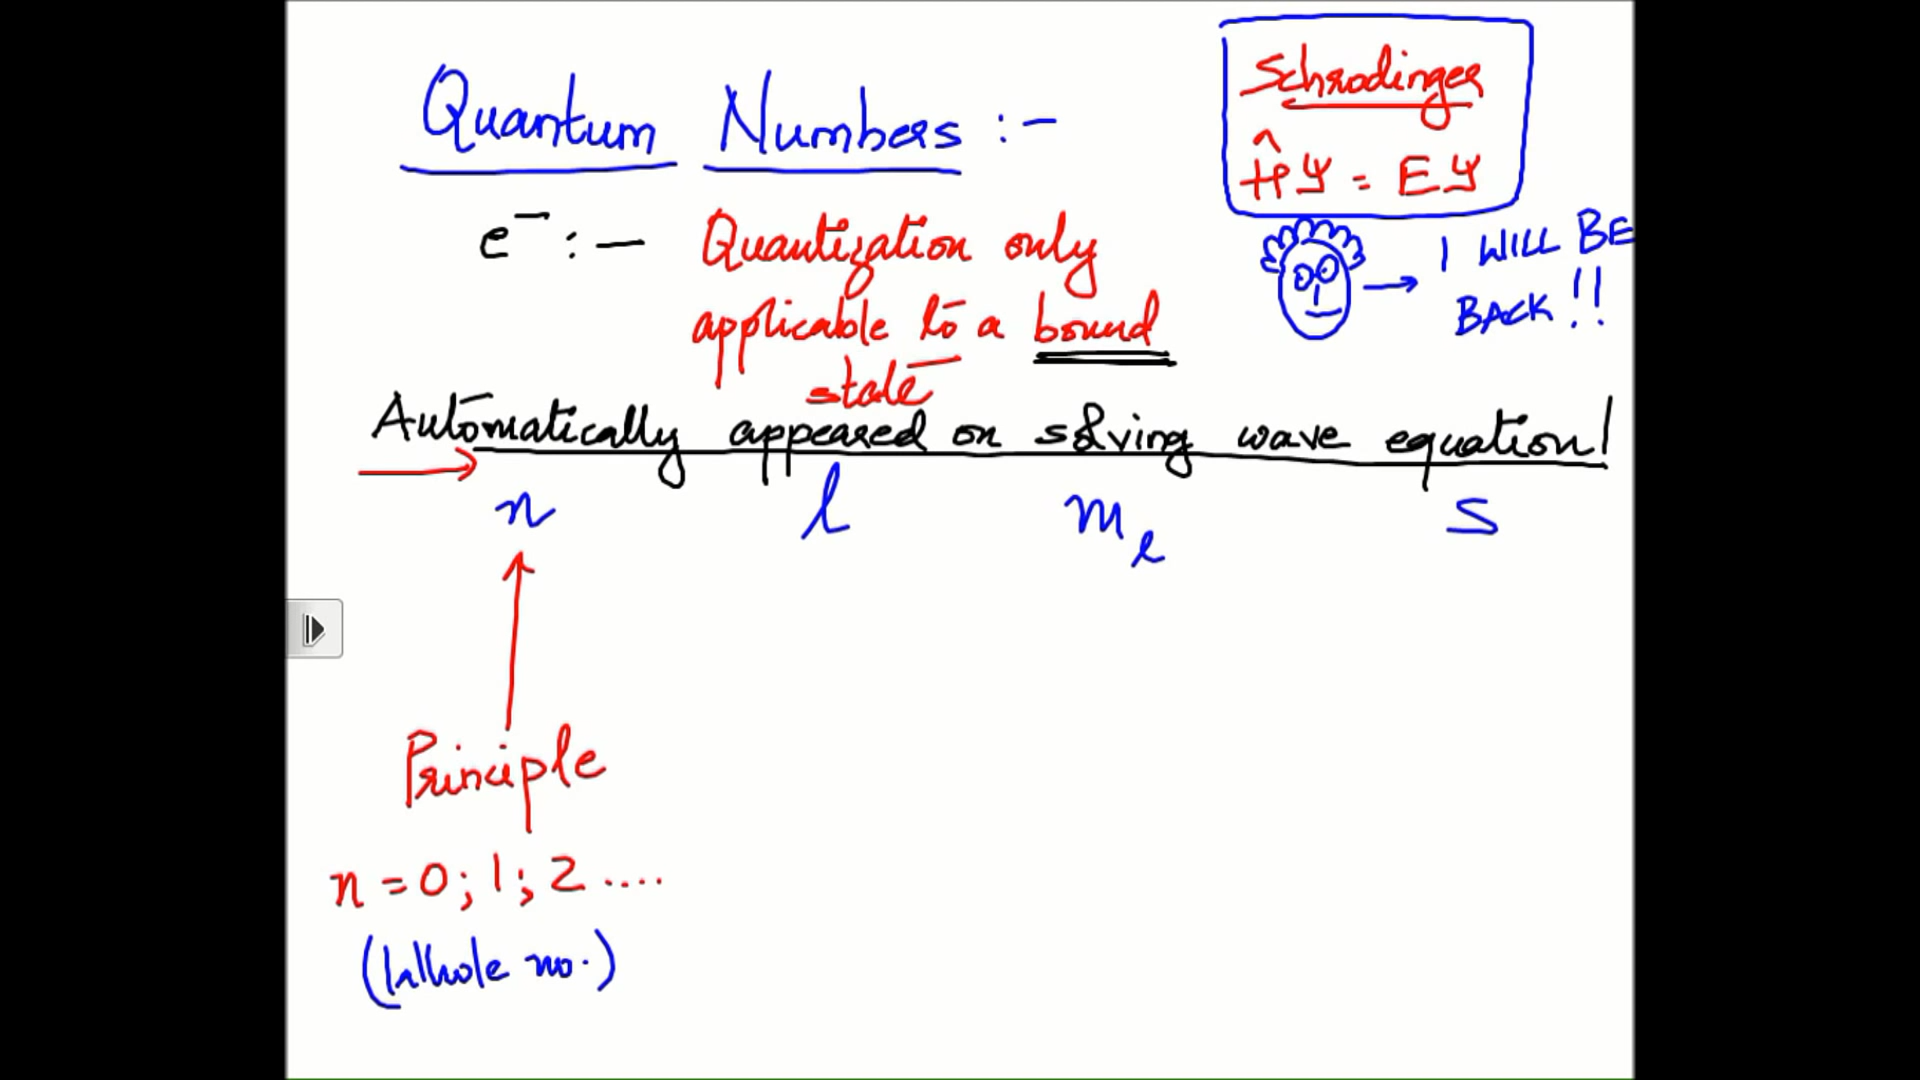 Quantum Numbers :-
Schrodinger
ĤΨ = EΨ
e⁻ :- Quantization only
applicable to a bound
state
→ I WILL BE
BACK !!
Automatically appeared on solving wave equation!
→
n l mₗ s
Principle
n = 0; 1; 2 ....
(Whole no.)